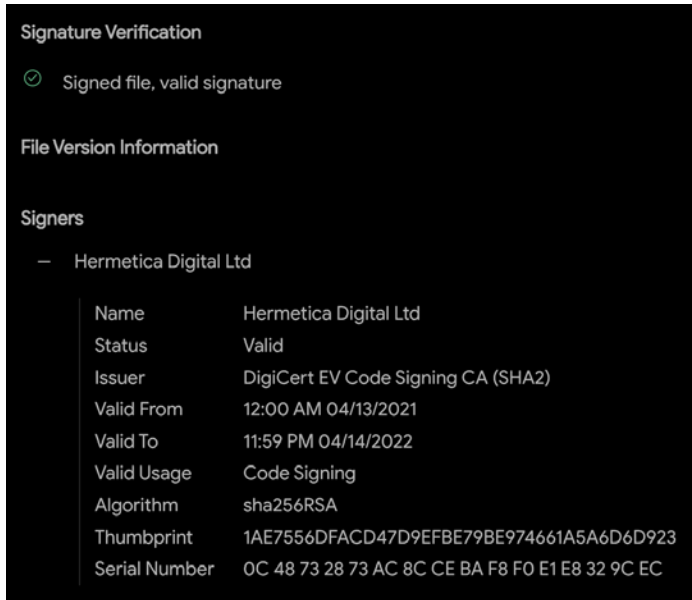 Signature Verification
Signed file, valid signature
File Version Information
Signers
– Hermetica Digital Ltd
Name Hermetica Digital Ltd
Status Valid
Issuer DigiCert EV Code Signing CA (SHA2)
Valid From 12:00 AM 04/13/2021
Valid To 11:59 PM 04/14/2022
Valid Usage Code Signing
Algorithm sha256RSA
Thumbprint 1AE7556DFACD47D9EFBE79BE974661A5A6D6D923
Serial Number 0C 48 73 28 73 AC 8C CE BA F8 F0 E1 E8 32 9C EC